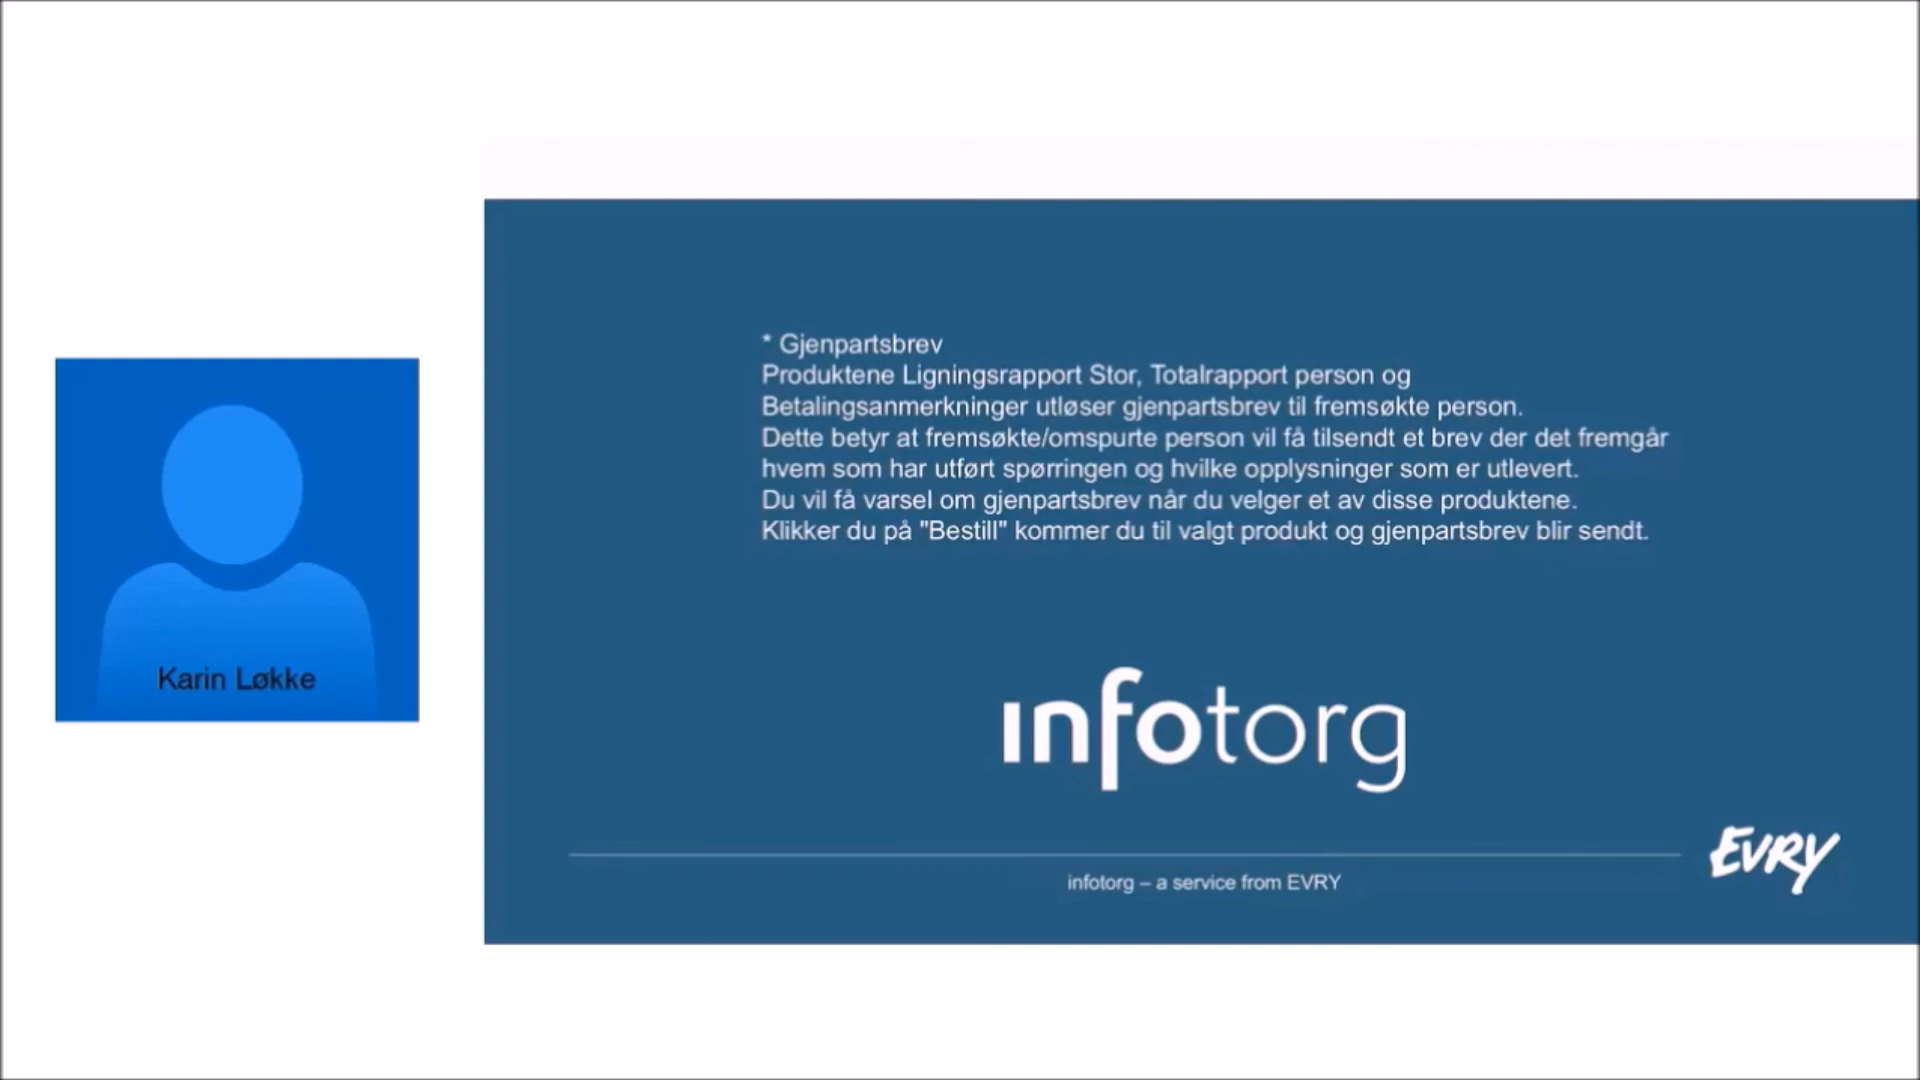 * Gjenpartsbrev
Produktene Ligningsrapport Stor, Totalrapport person og
Betalingsanmerkninger utløser gjenpartsbrev til fremsøkte person.
Dette betyr at fremsøkte/omspurte person vil få tilsendt et brev der det fremgår
hvem som har utført spørringen og hvilke opplysninger som er utlevert.
Du vil få varsel om gjenpartsbrev når du velger et av disse produktene.
Klikker du på "Bestill" kommer du til valgt produkt og gjenpartsbrev blir sendt.
Karin Løkke
infotorg
EVRY
infotorg – a service from EVRY